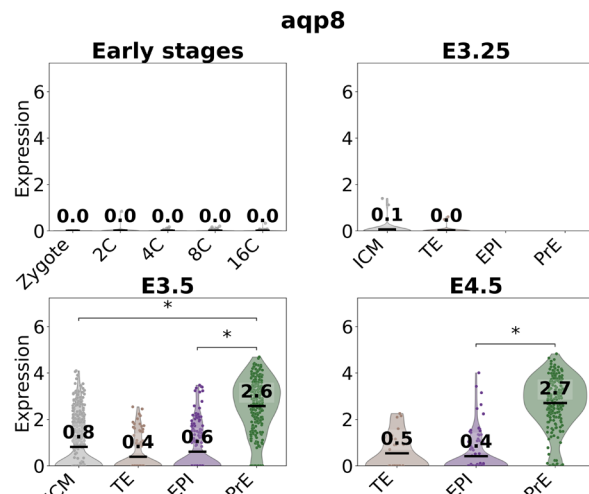 aqp8
Early stages
Expression
6
4
2
0
0.0 0.0 0.0 0.0 0.0
Zygote 2C 4C 8C 16C
E3.25
6
4
2
0
0.1 0.0
ICM TE EPI PrE
E3.5
Expression
6
4
2
0
*
*
0.8 0.4 0.6 2.6
ICM TE EPI PrE
E4.5
6
4
2
0
*
0.5 0.4 2.7
TE EPI PrE